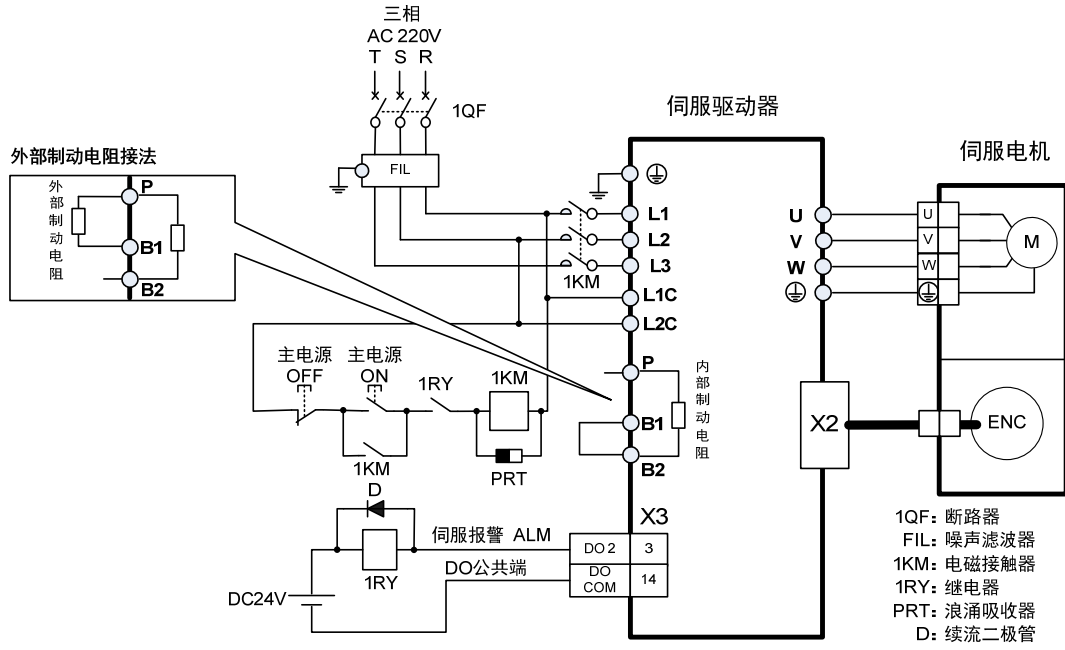 三相
AC 220V
T S R
1QF
伺服驱动器
伺服电机
外部制动电阻接法
外部制动电阻
P
B1
B2
FIL
L1
L2
L3
1KM
L1C
L2C
U
V
W
U
V
W
M
主电源
OFF
主电源
ON
1RY
1KM
1KM
PRT
P
B1
B2
内部制动电阻
X2
ENC
D
1RY
DC24V
伺服报警 ALM
DO公共端
X3
DO 2 3
DO
COM
14
1QF：断路器
FIL：噪声滤波器
1KM：电磁接触器
1RY：继电器
PRT：浪涌吸收器
D：续流二极管